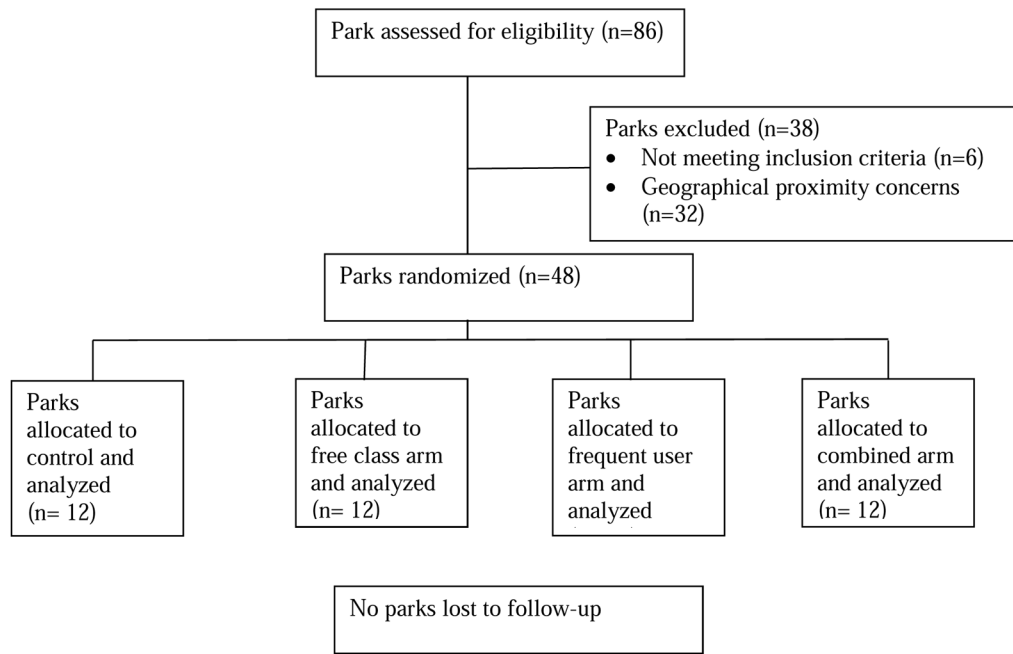 Park assessed for eligibility (n=86)
Parks excluded (n=38)
• Not meeting inclusion criteria (n=6)
• Geographical proximity concerns
(n=32)
Parks randomized (n=48)
Parks
allocated to
control and
analyzed
(n= 12)
Parks
allocated to
free class arm
and analyzed
(n= 12)
Parks
allocated to
frequent user
arm and
analyzed
Parks
allocated to
combined arm
and analyzed
(n= 12)
No parks lost to follow-up